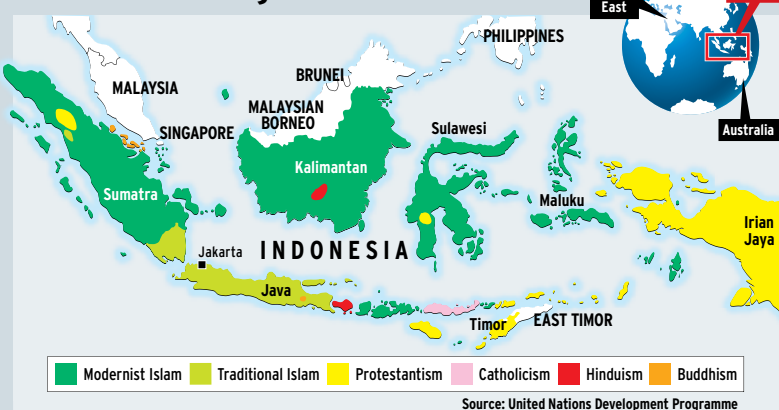 East
PHILIPPINES
BRUNEI
MALAYSIA
MALAYSIAN
BORNEO
SINGAPORE
Sulawesi
Australia
Kalimantan
Sumatra
Maluku
Irian
Jaya
Jakarta
INDONESIA
Java
Timor
EAST TIMOR
Modernist Islam
Traditional Islam
Protestantism
Catholicism
Hinduism
Buddhism
Source: United Nations Development Programme